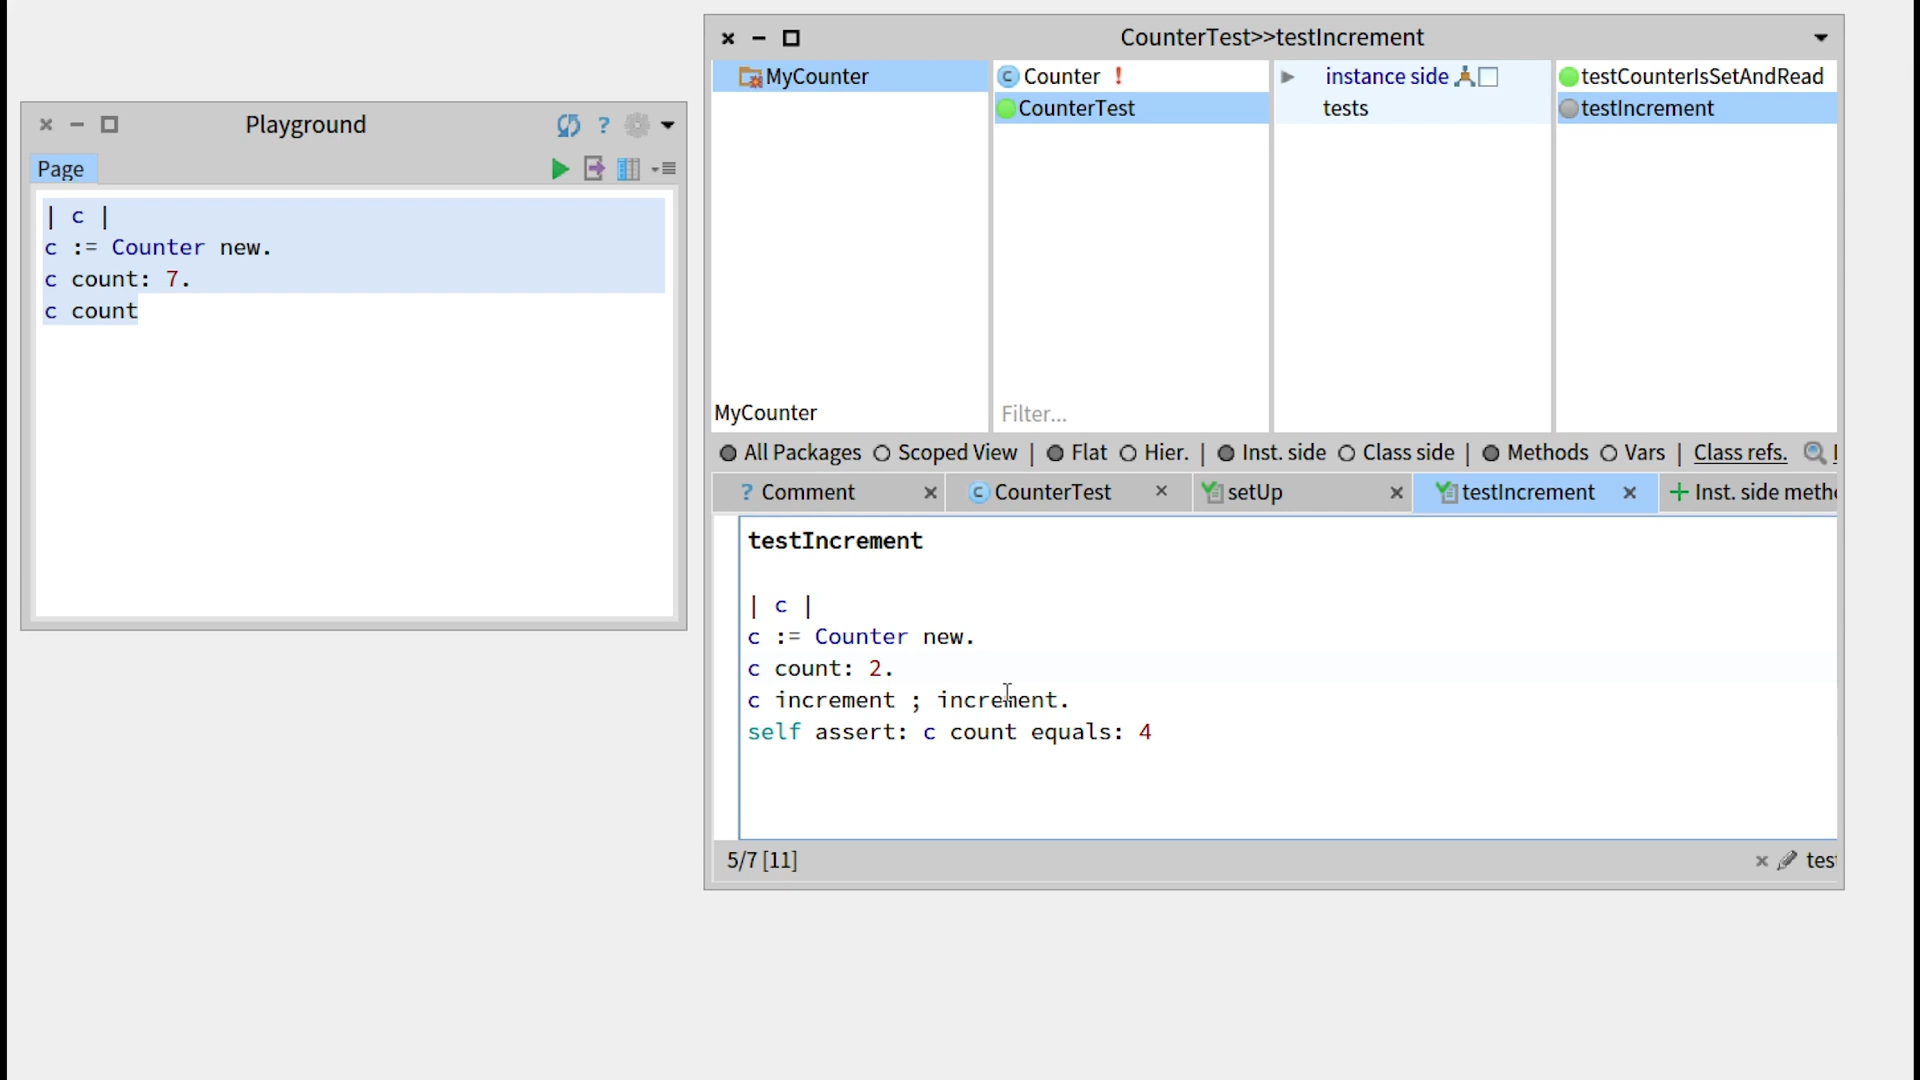 Playground
?
Page
| c |
c := Counter new.
c count: 7.
c count
CounterTest>>testIncrement
MyCounter
MyCounter
C Counter !
CounterTest
Filter...
instance side
tests
testCounterIsSetAndRead
testIncrement
All Packages Scoped View | Flat Hier. | Inst. side Class side | Methods Vars | Class refs.
? Comment C CounterTest setUp testIncrement + Inst. side meth
testIncrement
| c |
c := Counter new.
c count: 2.
c increment ; increment.
self assert: c count equals: 4
5/7 [11]
tes